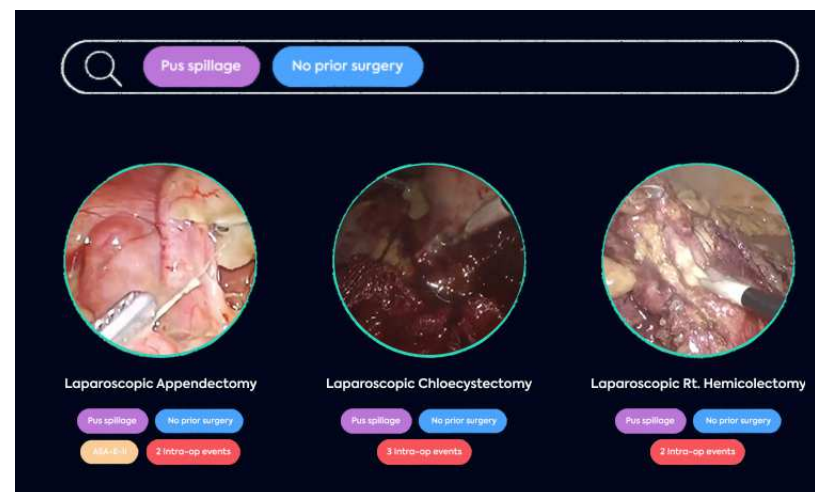 Pus spillage No prior surgery
Laparoscopic Appendectomy Laparoscopic Chloecystectomy Laparoscopic Rt. Hemicolectomy
Pus spillage No prior surgery Pus spillage No prior surgery Pus spillage No prior surgery
2 Intra-op events 3 Intra-op events 2 Intra-op events